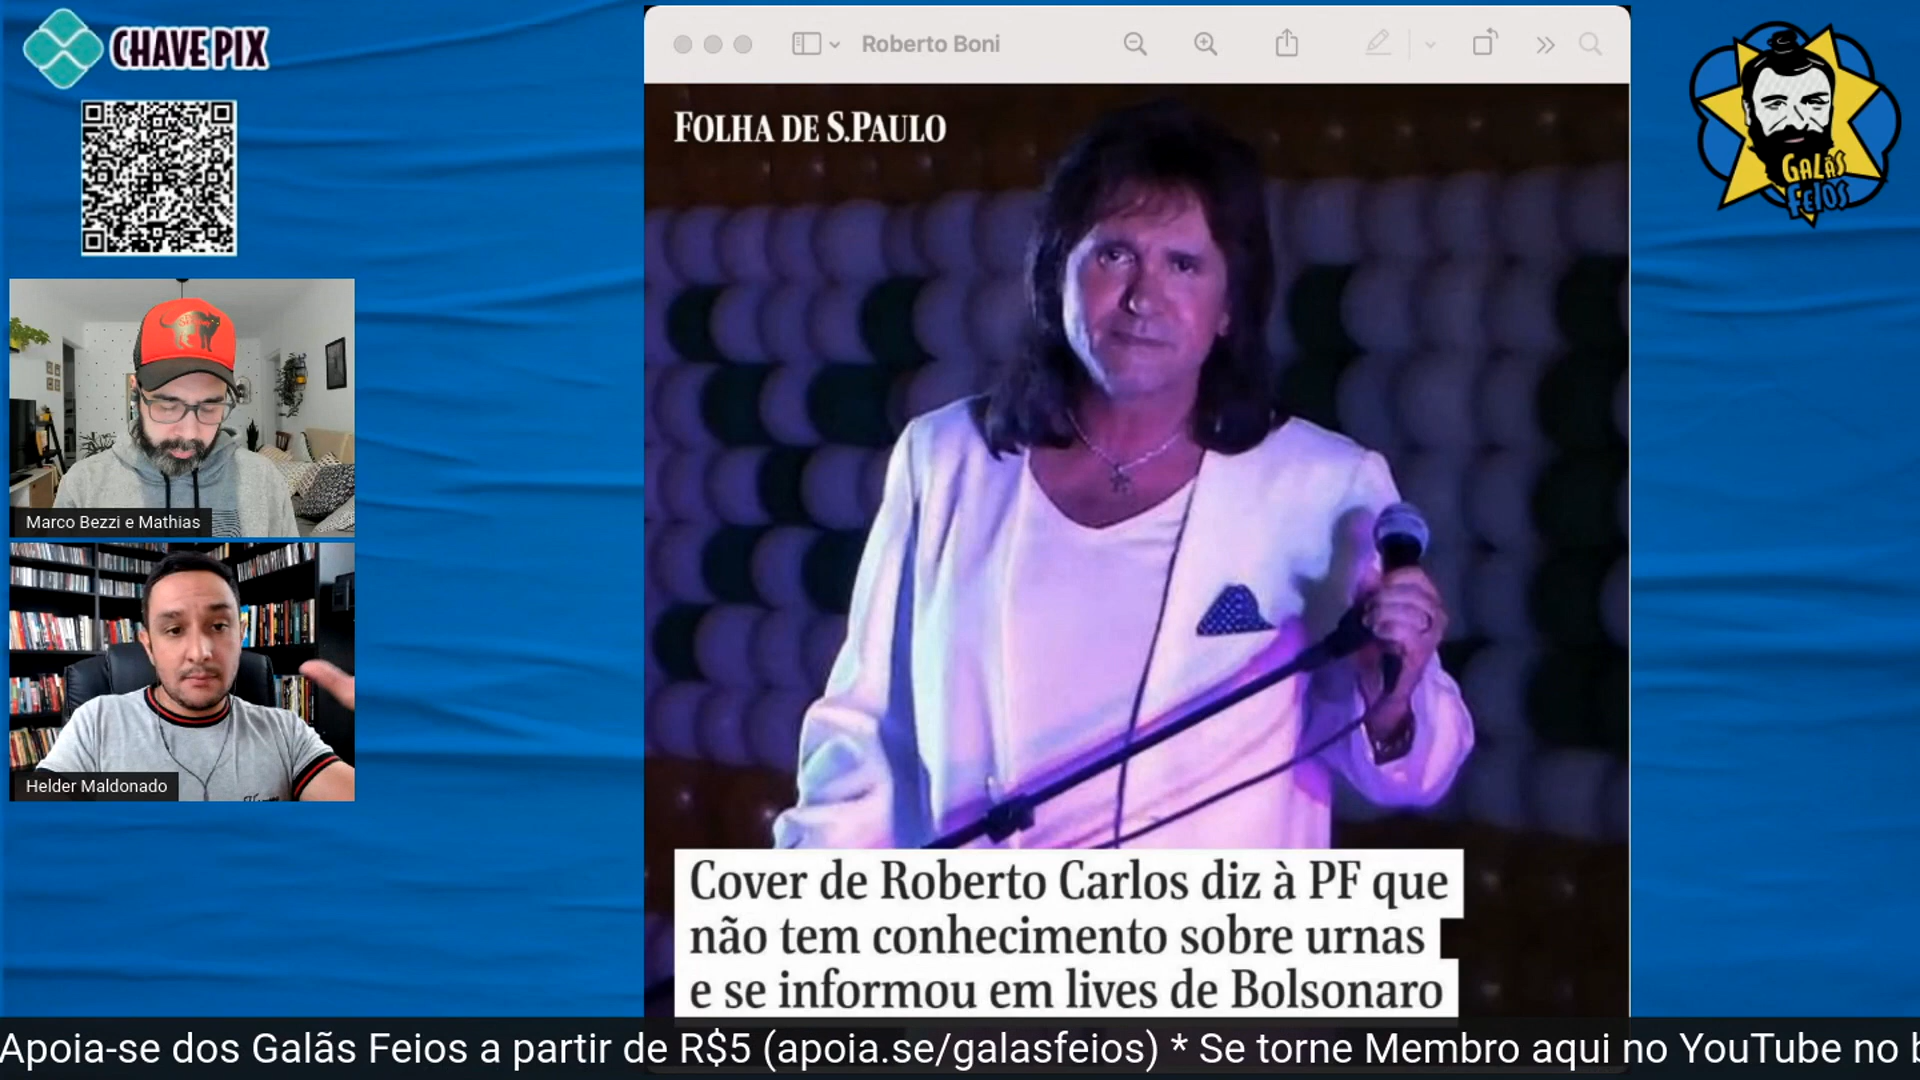 CHAVE PIX
Roberto Boni
FOLHA DE S.PAULO
GALÃS
FEIOS
Marco Bezzi e Mathias
Helder Maldonado
Cover de Roberto Carlos diz à PF que
não tem conhecimento sobre urnas
e se informou em lives de Bolsonaro
Apoia-se dos Galãs Feios a partir de R$5 (apoia.se/galasfeios) * Se torne Membro aqui no YouTube no b